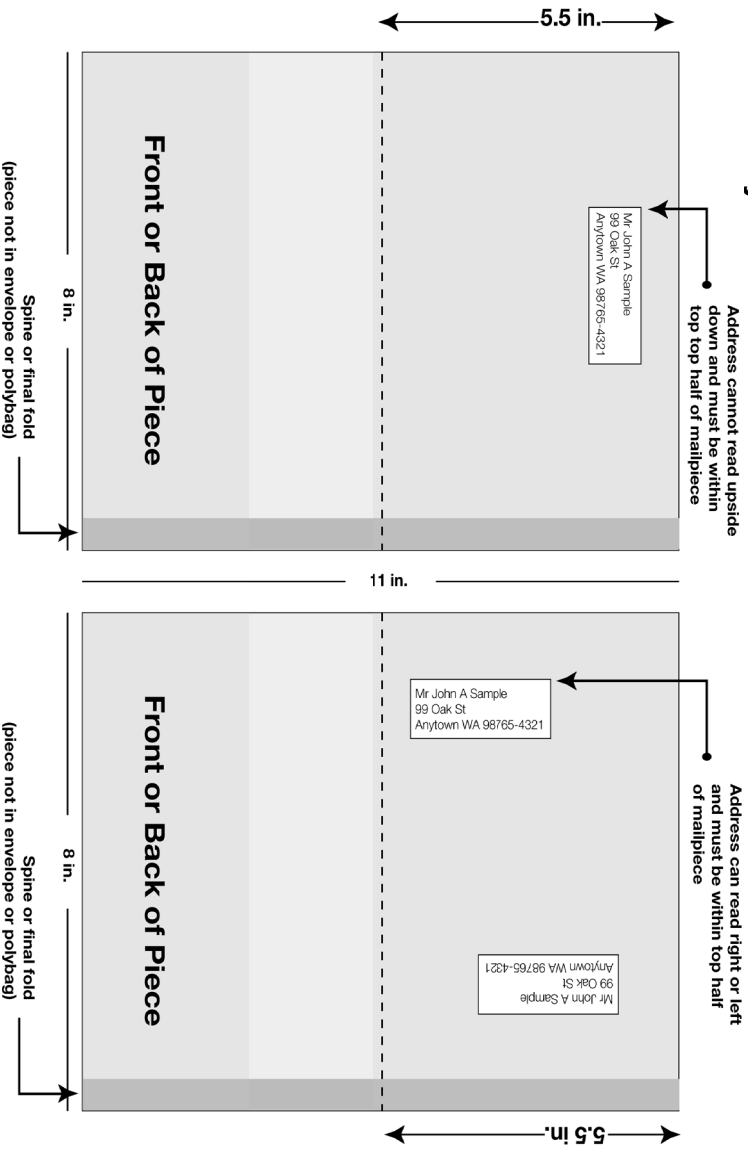 Address cannot read upside
down and must be within
top top half of mailpiece
5.5 in.
Mr John A Sample
99 Oak St
Anytown WA 98765-4321
Front or Back of Piece
8 in.
Spine or final fold
(piece not in envelope or polybag)
11 in.
Address can read right or left
and must be within top half
of mailpiece
Mr John A Sample
99 Oak St
Anytown WA 98765-4321
Mr John A Sample
99 Oak St
Anytown WA 98765-4321
5.5 in.
Front or Back of Piece
8 in.
Spine or final fold
(piece not in envelope or polybag)